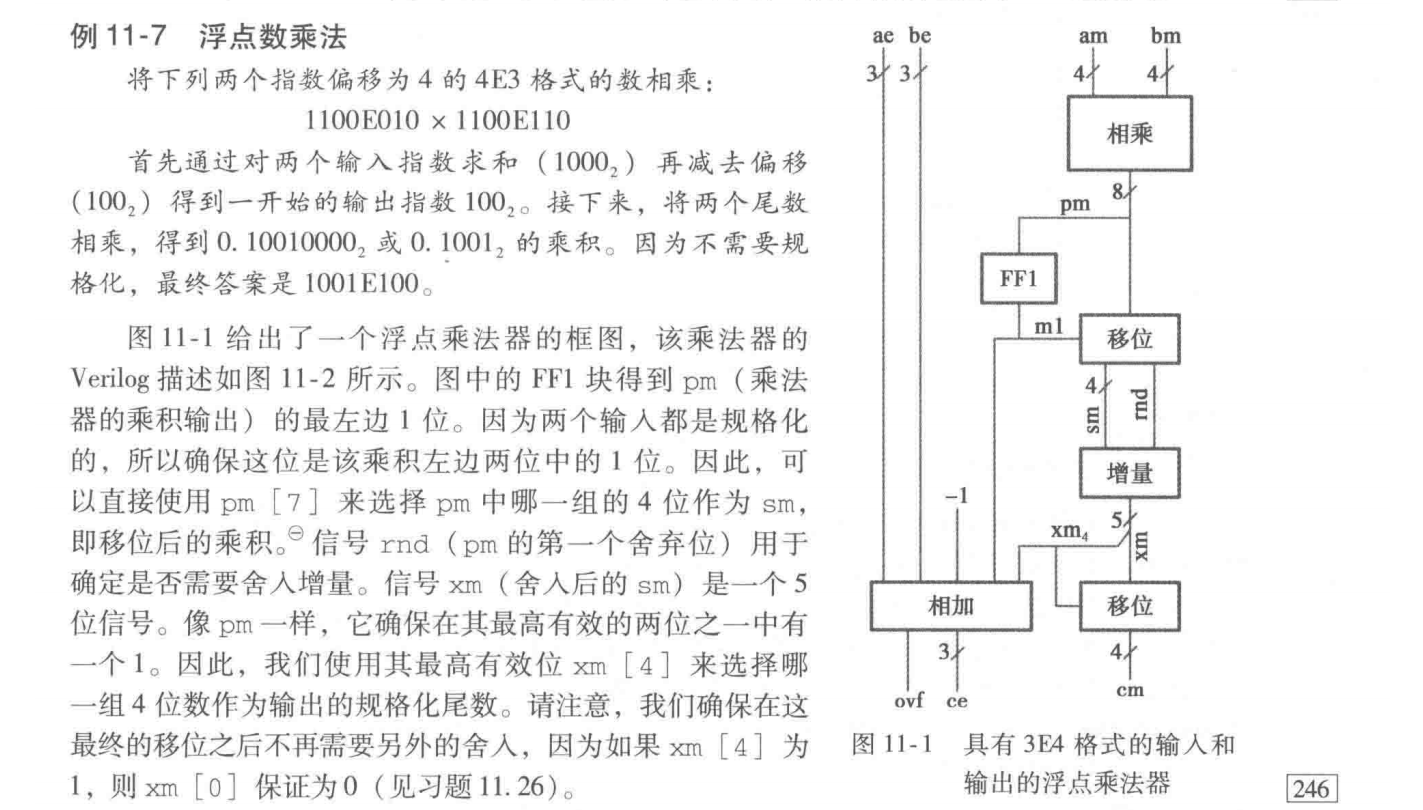 例 11-7 浮点数乘法
将下列两个指数偏移为 4 的 4E3 格式的数相乘：
1100E010 × 1100E110
首先通过对两个输入指数求和（1000₂）再减去偏移
(100₂）得到一开始的输出指数 100₂。接下来，将两个尾数
相乘，得到 0.10010000₂ 或 0.1001₂ 的乘积。因为不需要规
格化，最终答案是 1001E100。
图 11-1 给出了一个浮点乘法器的框图，该乘法器的
Verilog 描述如图 11-2 所示。图中的 FF1 块得到 pm（乘法
器的乘积输出）的最左边 1 位。因为两个输入都是规格化
的，所以确保这位是该乘积左边两位中的 1 位。因此，可
以直接使用 pm［7］来选择 pm 中哪一组的 4 位作为 sm，
即移位后的乘积。⊖信号 rnd（pm 的第一个舍弃位）用于
确定是否需要舍入增量。信号 xm（舍入后的 sm）是一个 5
位信号。像 pm 一样，它确保在其最高有效的两位之一中有
一个 1。因此，我们使用其最高有效位 xm［4］来选择哪
一组 4 位数作为输出的规格化尾数。请注意，我们确保在这
最终的移位之后不再需要另外的舍入，因为如果 xm［4］为
1，则 xm［0］保证为 0（见习题 11.26）。
ae be am bm
3 3 4 4
相乘
8
pm
FF1
m1
移位
4
sm
rnd
增量
-1
5
xm₄
xm
相加
移位
3
4
ovf ce
cm
图 11-1 具有 3E4 格式的输入和
输出的浮点乘法器
246